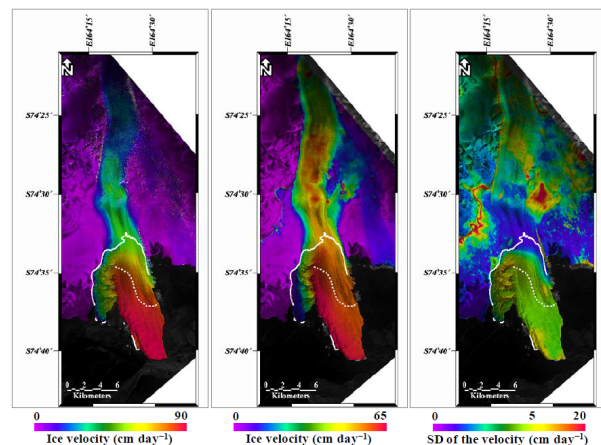 E164°15' E164°30' E164°15' E164°30' E164°15' E164°30'
N N N
S74°25' S74°25' S74°25'
S74°30' S74°30' S74°30'
S74°35' S74°35' S74°35'
S74°40' S74°40' S74°40'
0 2 4 6 0 2 4 6 0 2 4 6
Kilometers Kilometers Kilometers
0 90 0 65 0 5 20
Ice velocity (cm day⁻¹) Ice velocity (cm day⁻¹) SD of the velocity (cm day⁻¹)